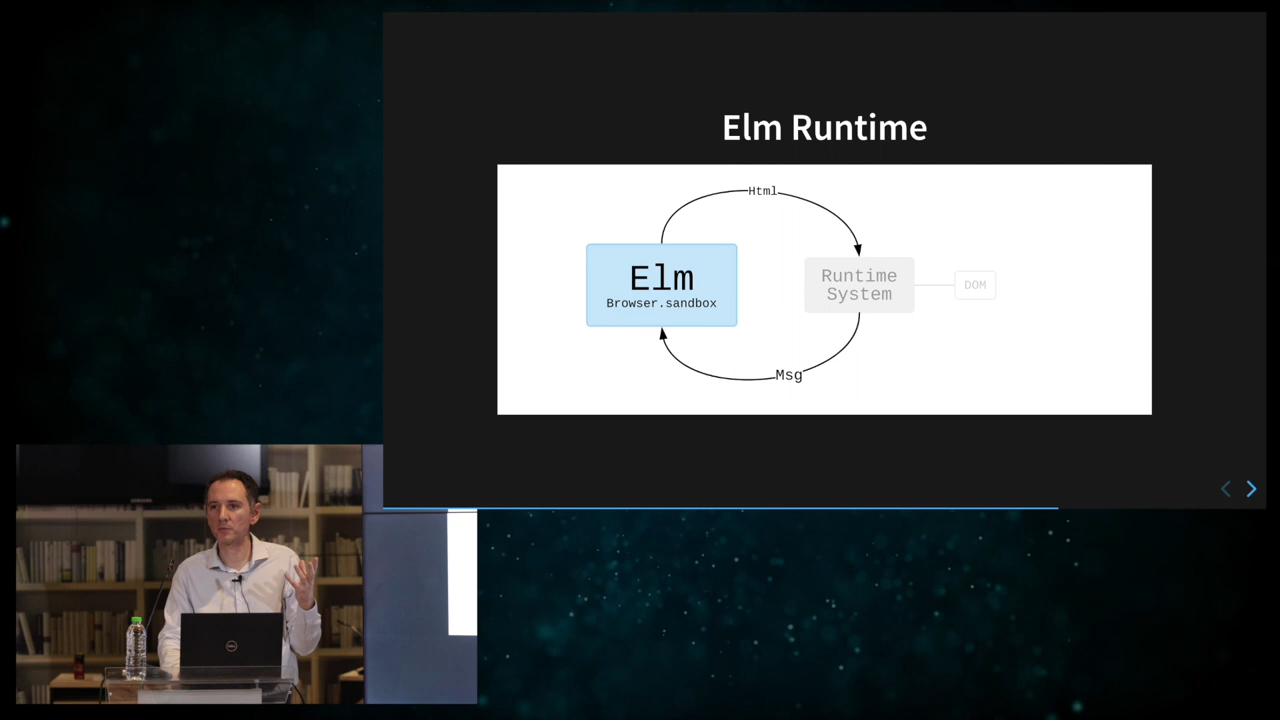 Elm Runtime
Html
Elm
Browser.sandbox
Runtime
System
DOM
Msg